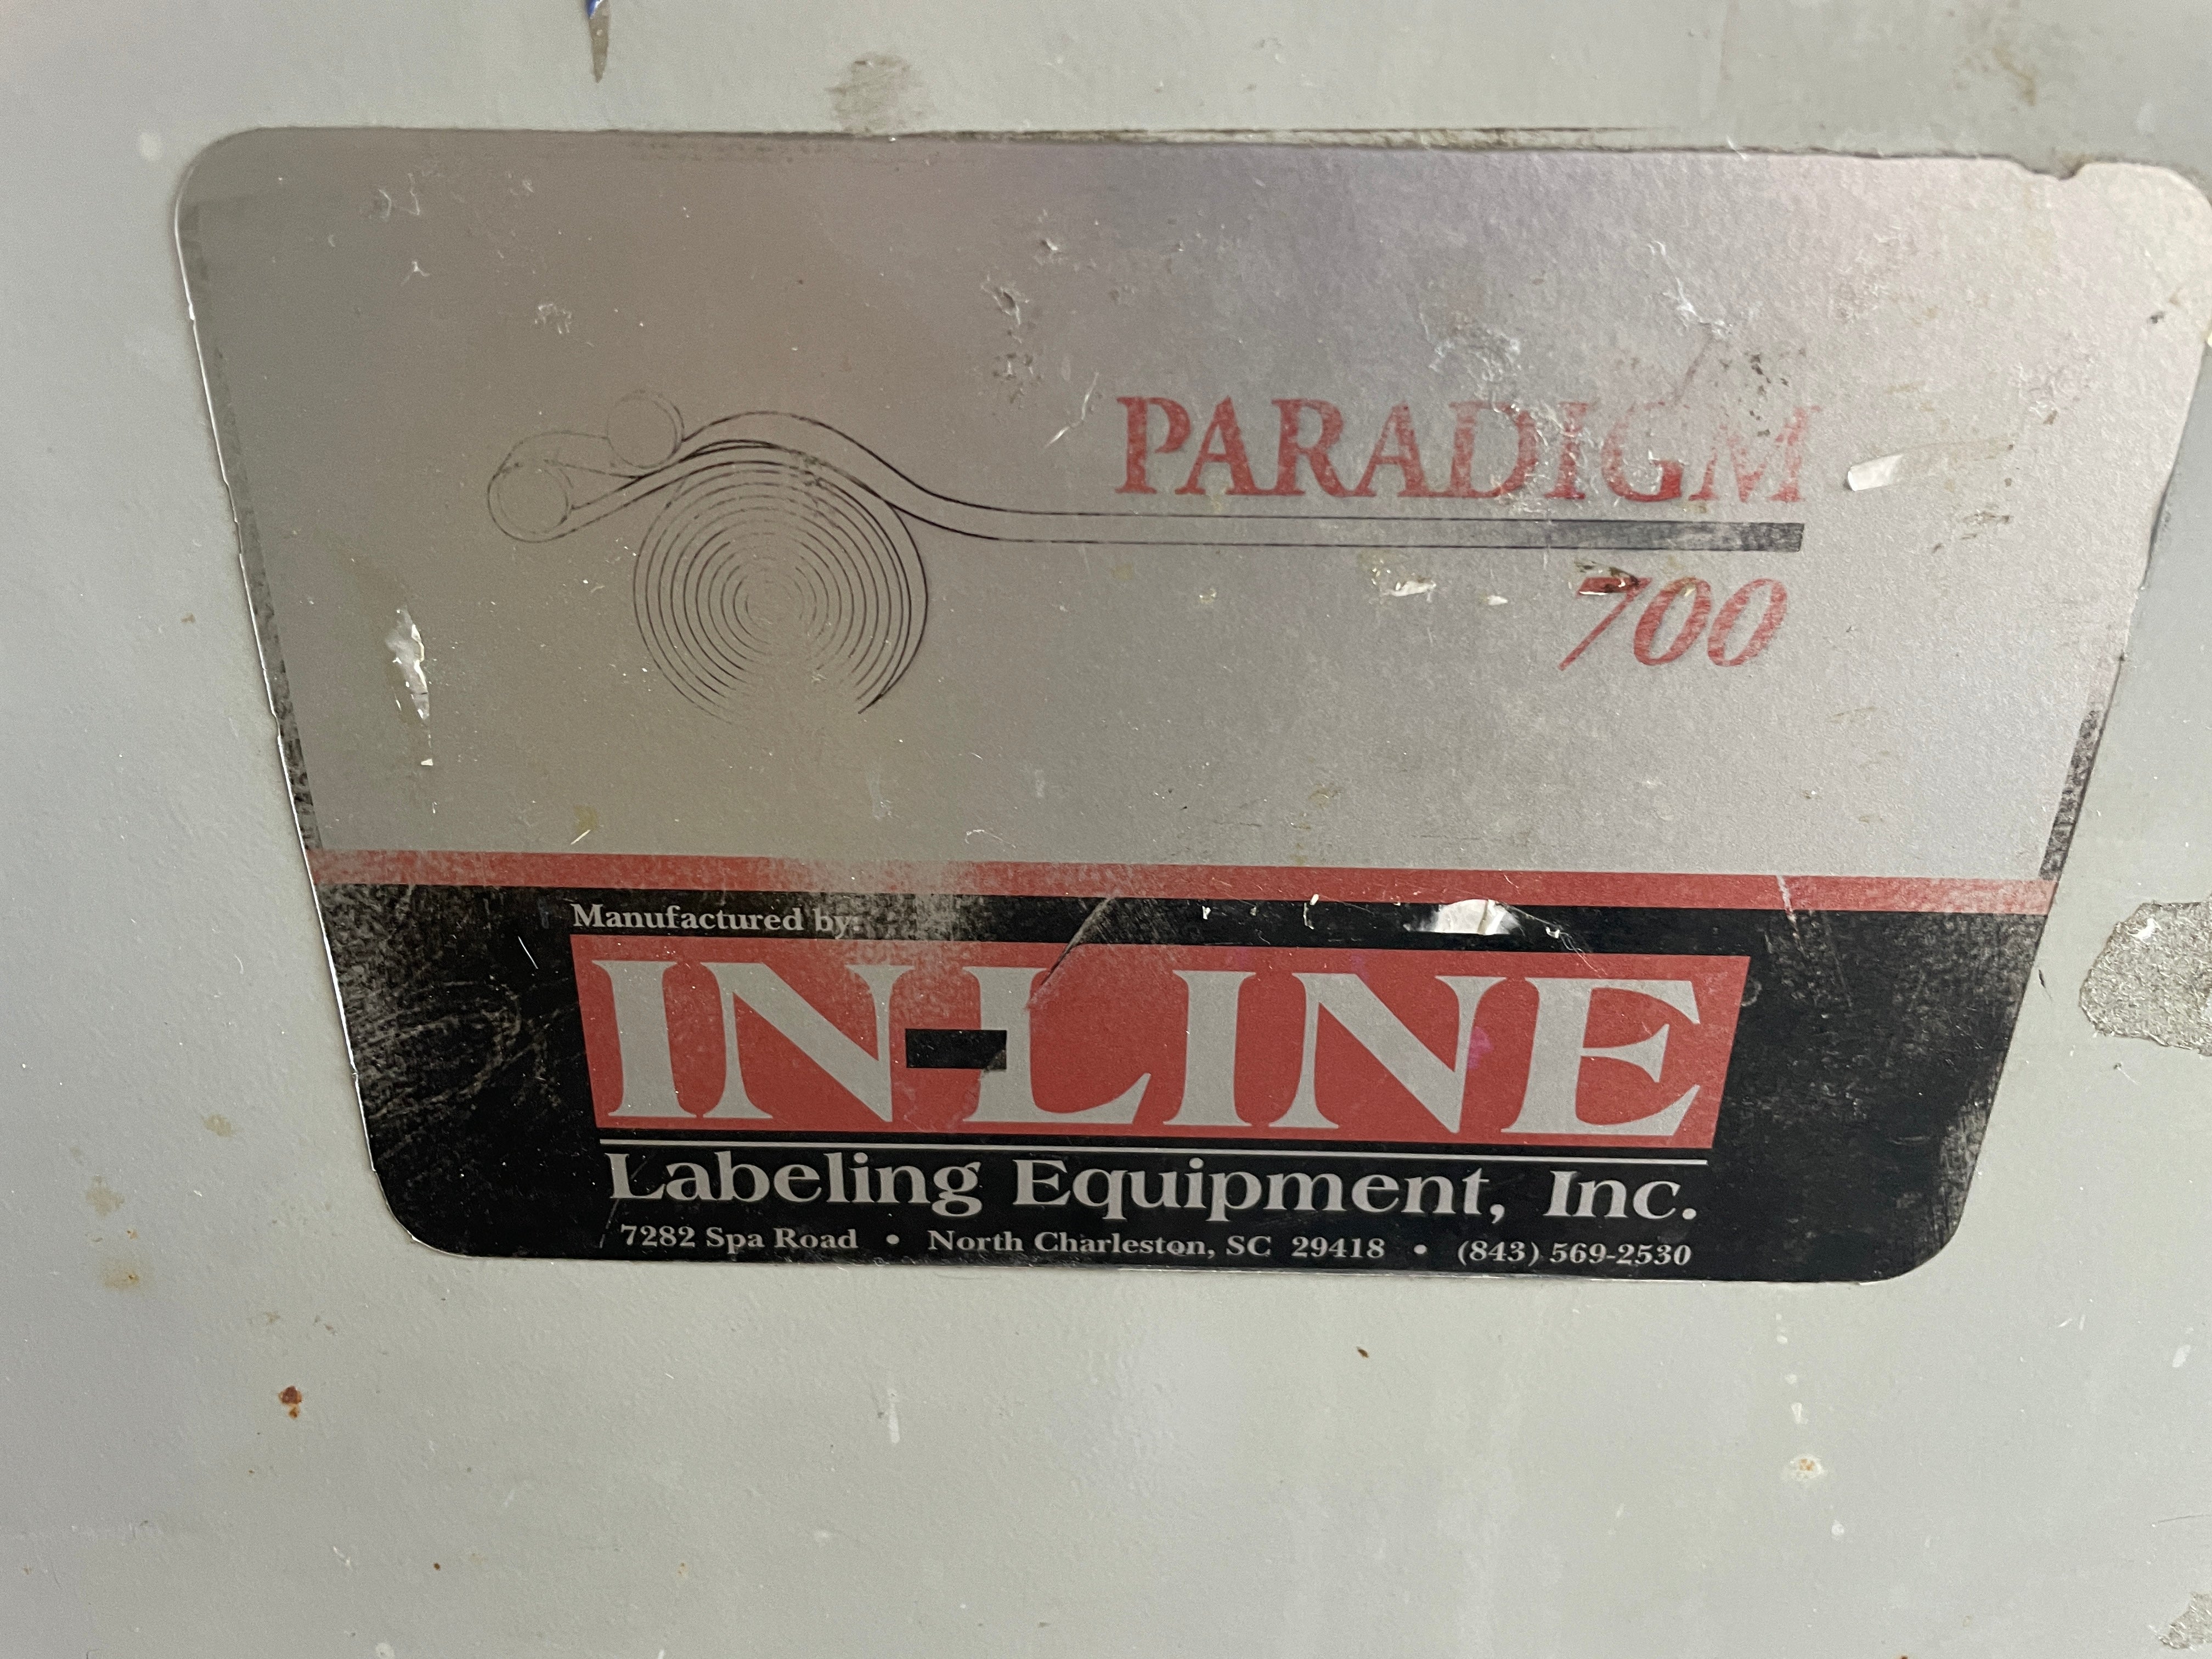 PARADIGM
700
Manufactured by:
IN-LINE
Labeling Equipment, Inc.
7282 Spa Road • North Charleston, SC 29418 • (843) 569-2530